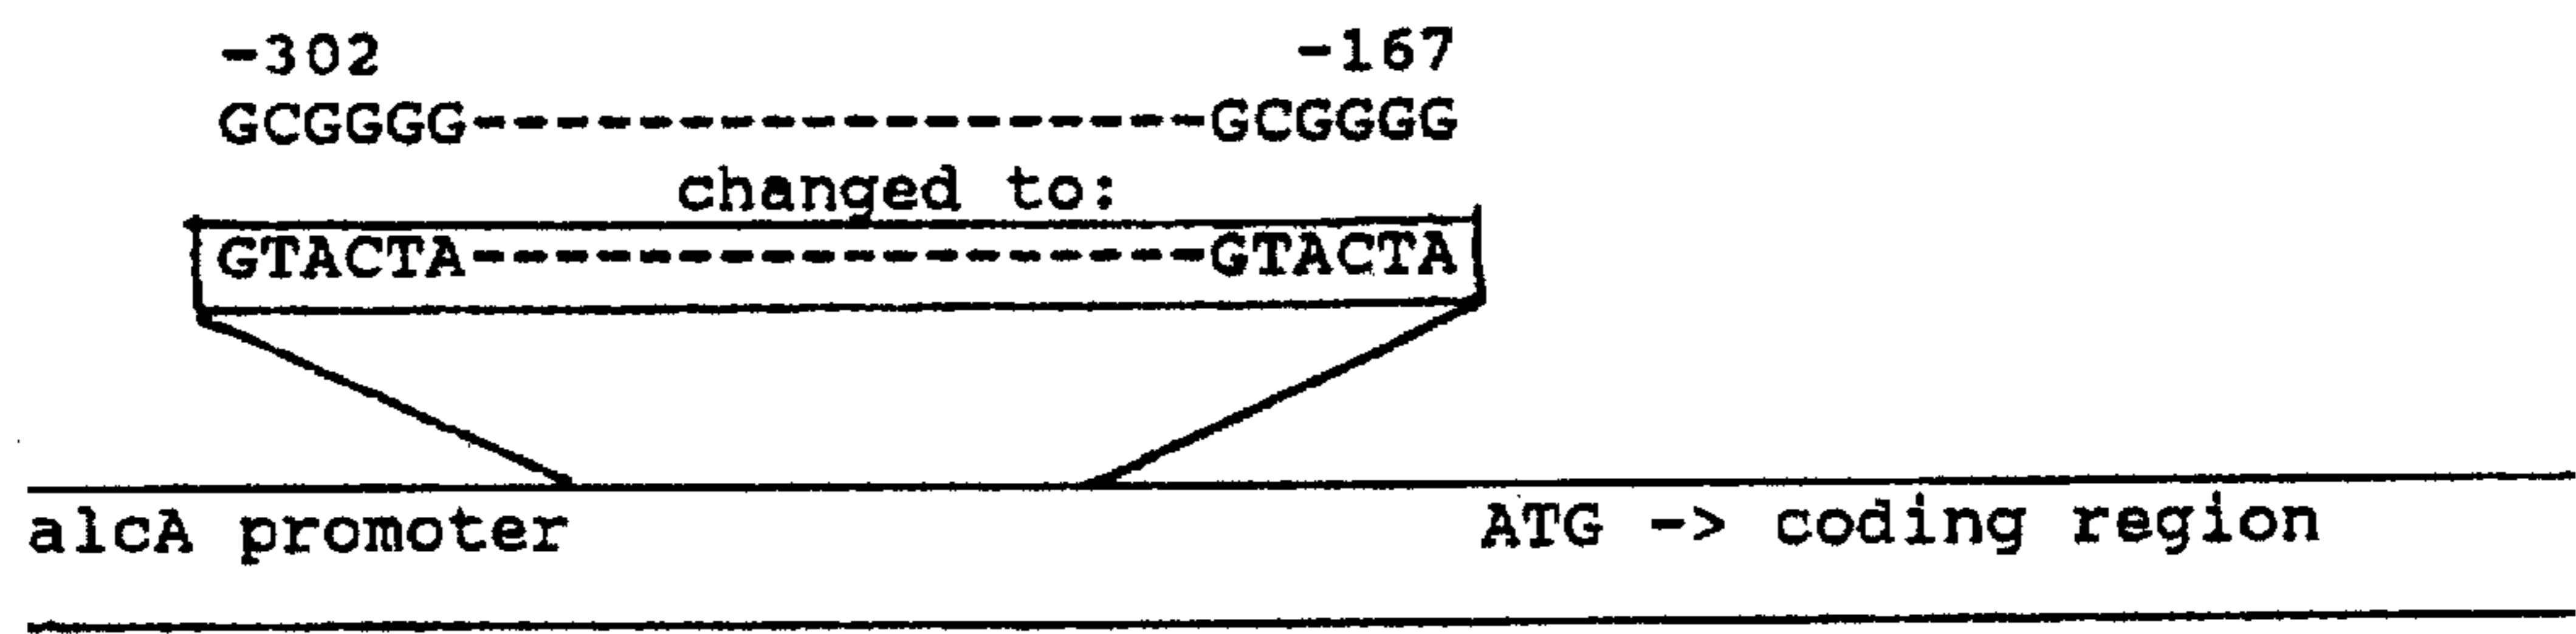 -302 -167
GCGGGG------------------GCGGGG
changed to:
GTACTA------------------GTACTA
alcA promoter ATG -> coding region